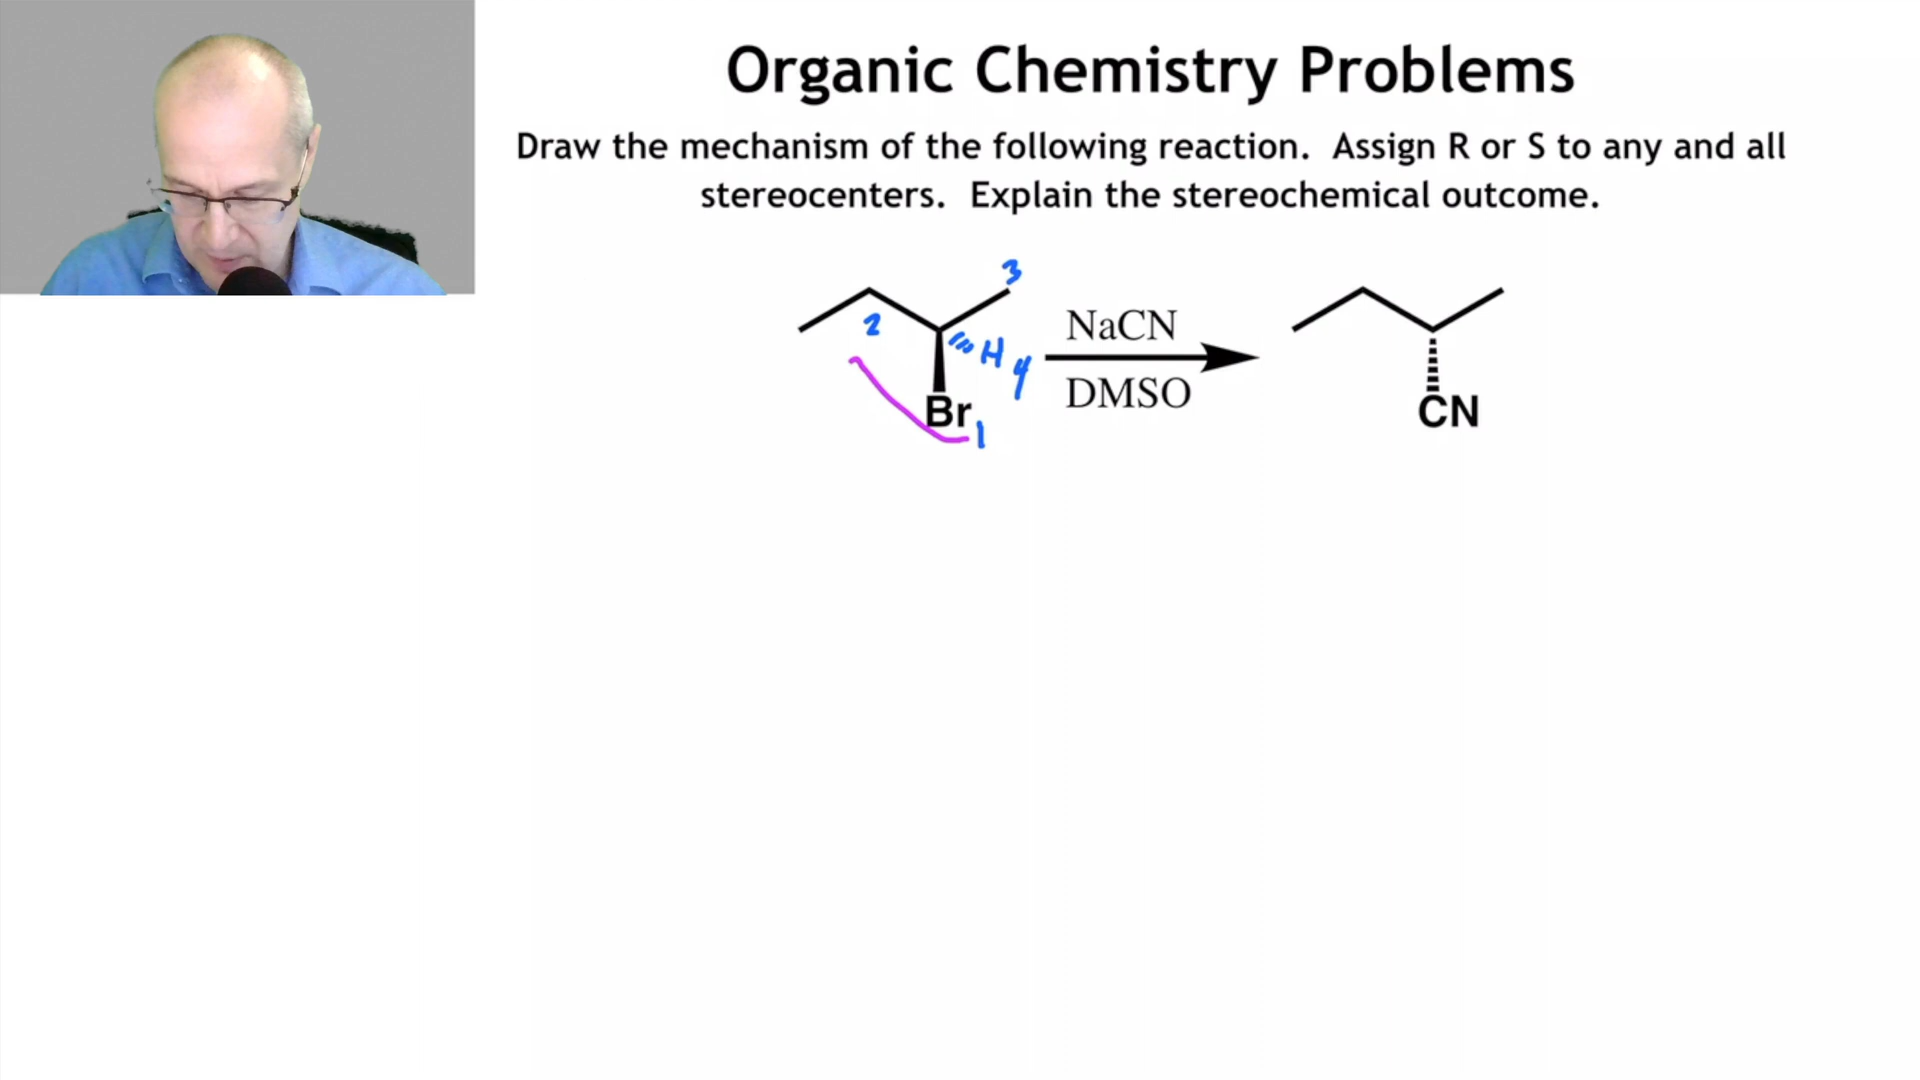 Organic Chemistry Problems
Draw the mechanism of the following reaction. Assign R or S to any and all
stereocenters. Explain the stereochemical outcome.
3
2
NaCN
H 4
DMSO
Br 1
CN